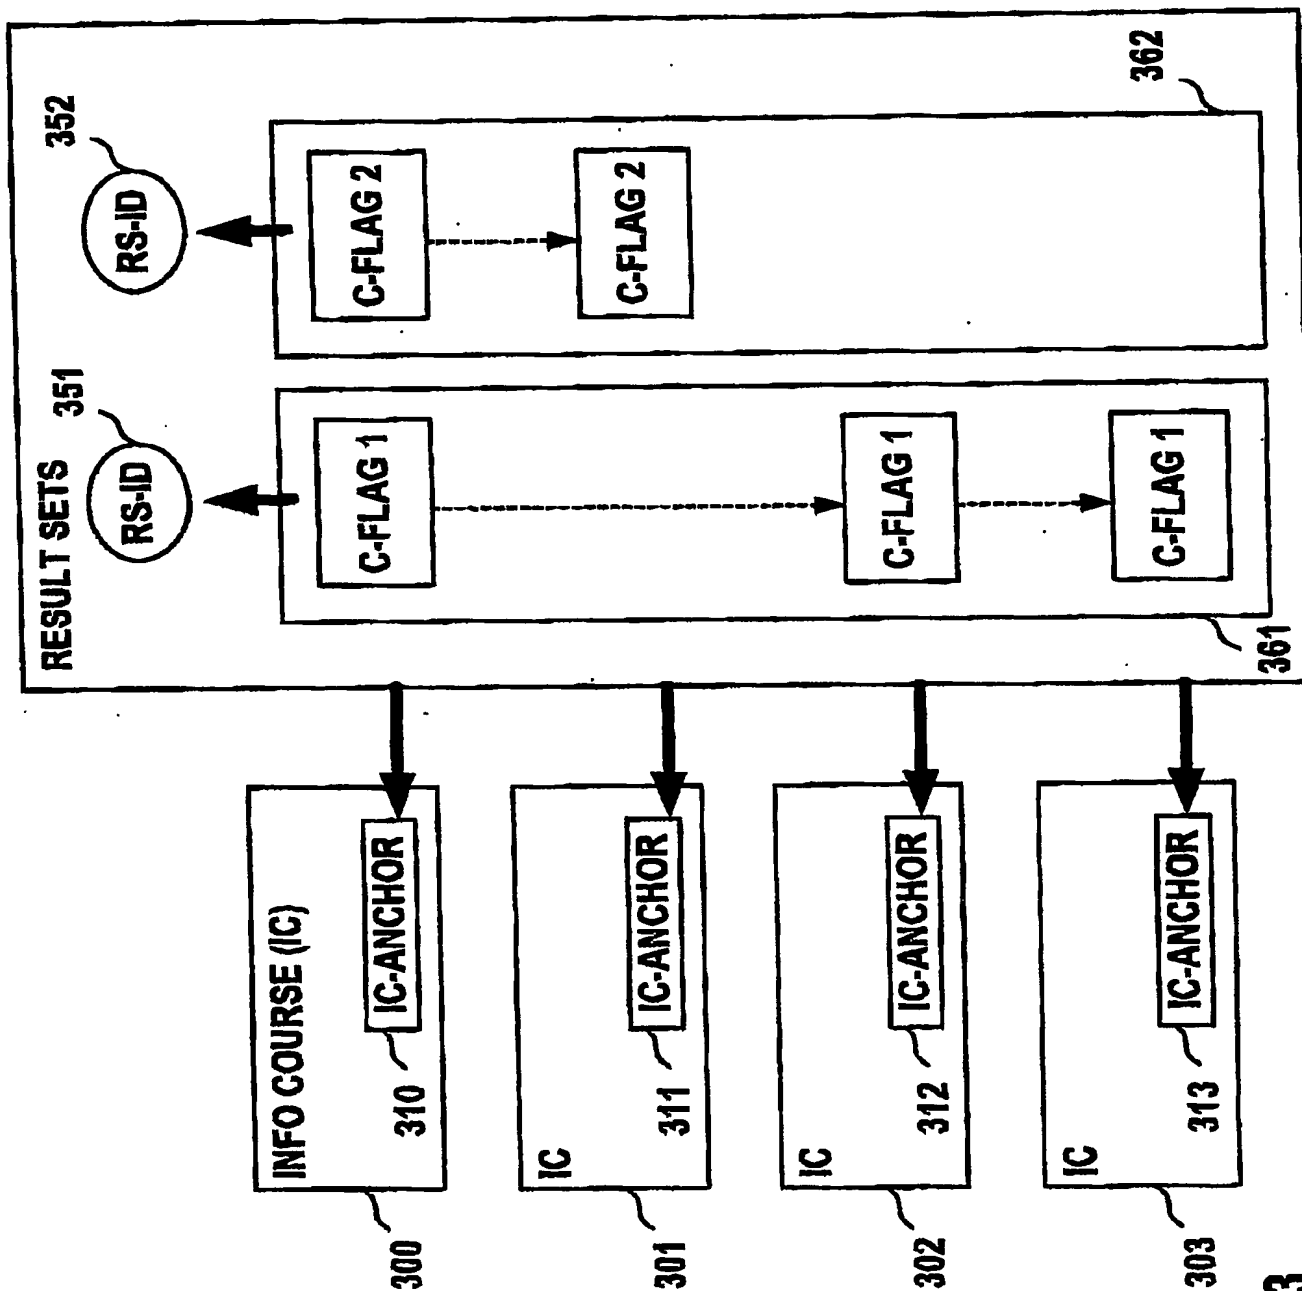 RESULT SETS
RS-ID
351
RS-ID
352
C-FLAG 1
C-FLAG 2
C-FLAG 2
C-FLAG 1
C-FLAG 1
361
362
INFO COURSE (IC)
IC-ANCHOR
310
300
IC
IC-ANCHOR
311
301
IC
IC-ANCHOR
312
302
IC
IC-ANCHOR
313
303
3